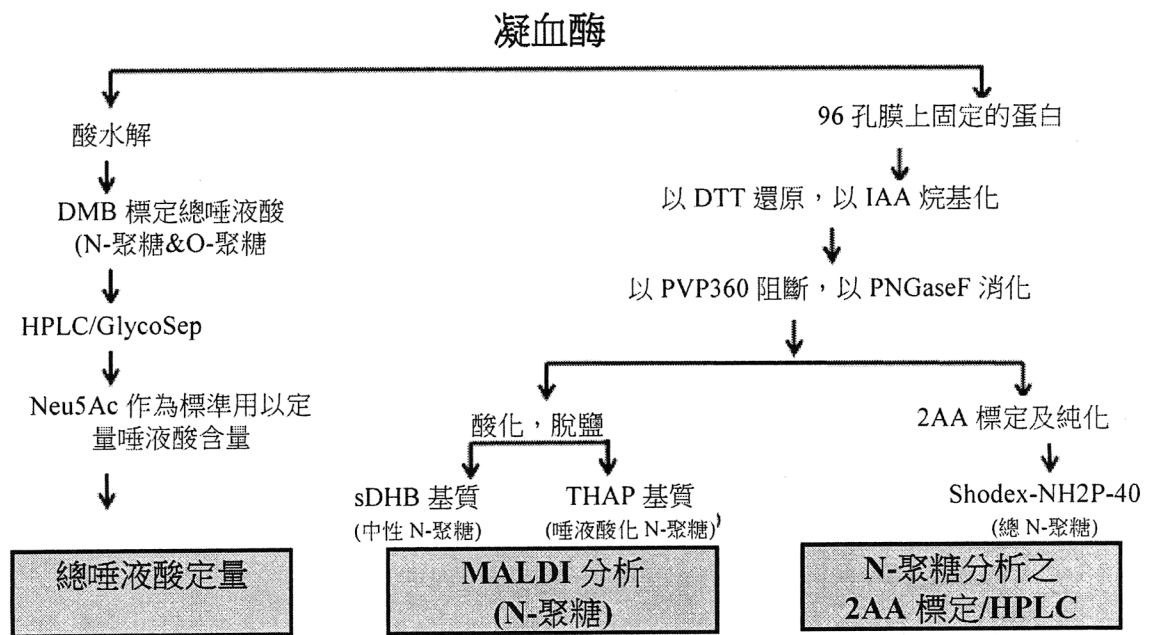 凝血酶
酸水解
DMB 標定總唾液酸
(N-聚糖&O-聚糖
HPLC/GlycoSep
Neu5Ac 作為標準用以定
量唾液酸含量
總唾液酸定量
96 孔膜上固定的蛋白
以 DTT 還原，以 IAA 烷基化
以 PVP360 阻斷，以 PNGaseF 消化
酸化，脫鹽
sDHB 基質
(中性 N-聚糖)
THAP 基質
(唾液酸化 N-聚糖)
MALDI 分析
(N-聚糖)
2AA 標定及純化
Shodex-NH2P-40
(總 N-聚糖)
N-聚糖分析之
2AA 標定/HPLC